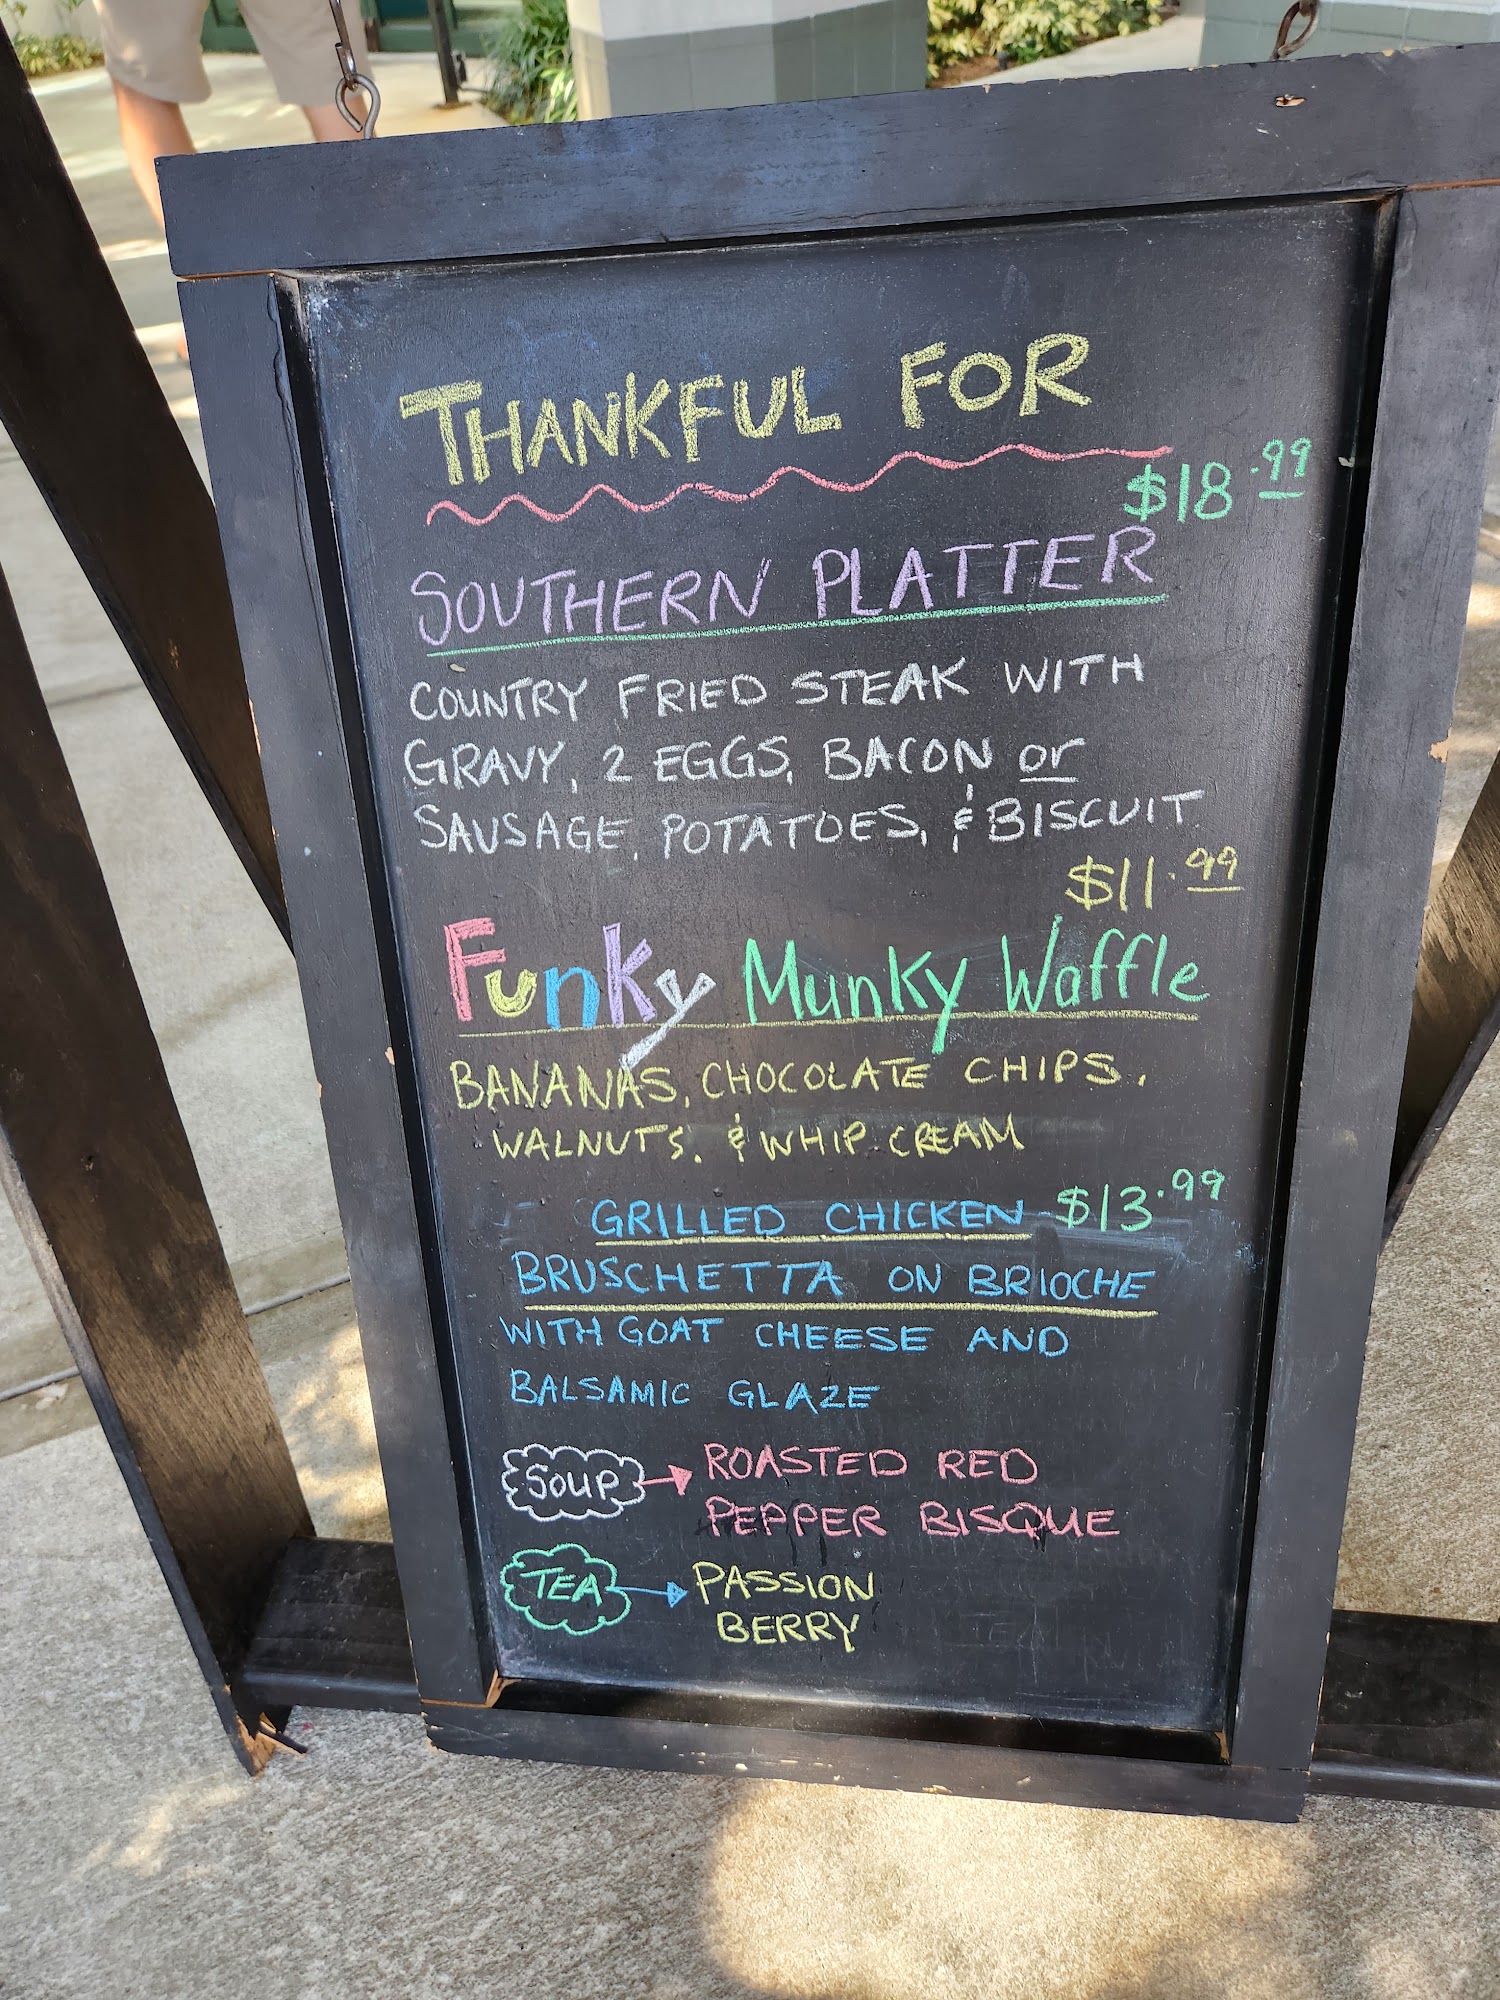 THANKFUL FOR
$18.99
SOUTHERN PLATTER
COUNTRY FRIED STEAK WITH
GRAVY, 2 EGGS, BACON or
SAUSAGE, POTATOES, & BISCUIT
$11.99
Funky Munky Waffle
BANANAS, CHOCOLATE CHIPS,
WALNUTS, & WHIP CREAM
GRILLED CHICKEN $13.99
BRUSCHETTA ON BRIOCHE
WITH GOAT CHEESE AND
BALSAMIC GLAZE
SOUP → ROASTED RED
PEPPER BISQUE
TEA → PASSION
BERRY